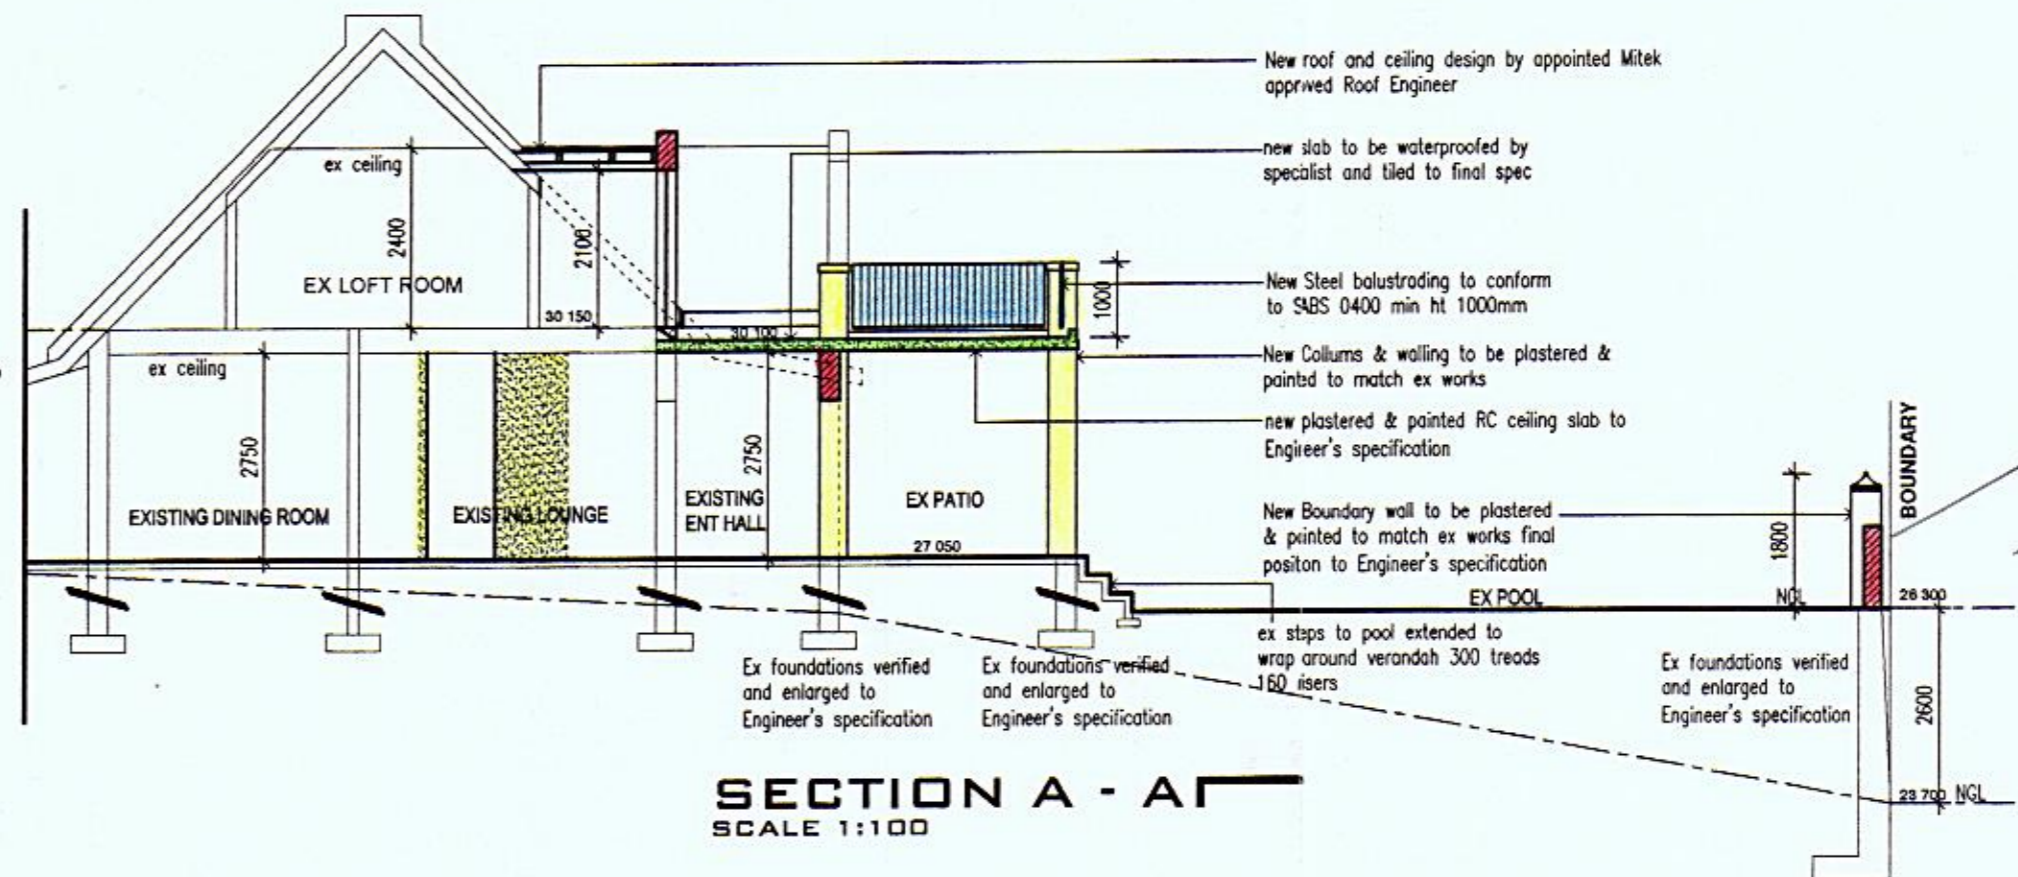 New roof and ceiling design by appointed Mitek
apprived Roof Engineer
new slab to be waterproofed by
specialist and tiled to final spec
ex ceiling
2400
2100
EX LOFT ROOM
30 150
30 100
1000
New Steel balustrading to conform
to SABS 0400 min ht 1000mm
New Collums & walling to be plastered &
painted to match ex works
ex ceiling
new plastered & painted RC ceiling slab to
Engineer's specification
2750
2750
EXISTING DINING ROOM
EXISTING LOUNGE
EXISTING
ENT HALL
EX PATIO
27 050
New Boundary wall to be plastered
& painted to match ex works final
positon to Engineer's specification
1800
BOUNDARY
EX POOL
NGL
26 300
ex steps to pool extended to
wrap around verandah 300 treads
160 risers
Ex foundations verified
and enlarged to
Engineer's specification
Ex foundations verified
and enlarged to
Engineer's specification
Ex foundations verified
and enlarged to
Engineer's specification
2600
23 700 NGL
SECTION A - A
SCALE 1:100